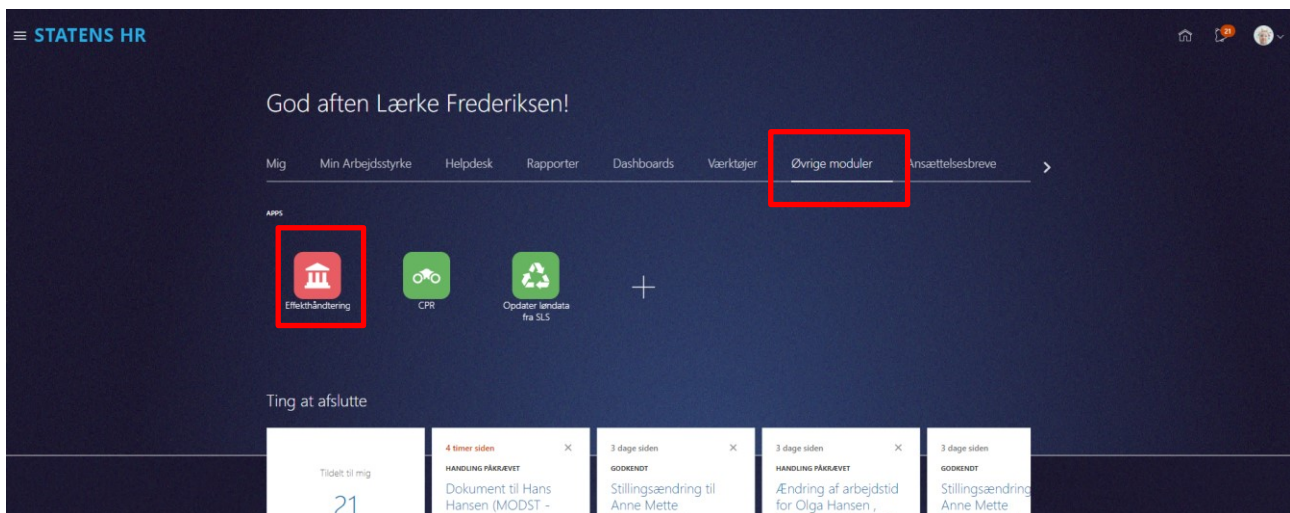 STATENS HR
21
God aften Lærke Frederiksen!
Mig Min Arbejdsstyrke Helpdesk Rapporter Dashboards Værktøjer Øvrige moduler Ansættelsesbreve
APPS
Effekthåndtering CPR Opdater løndata
fra SLS
Ting at afslutte
Tildelt til mig
21
4 timer siden
HANDLING PÅKRÆVET
Dokument til Hans
Hansen (MODST -
3 dage siden
GODKENDT
Stillingsændring til
Anne Mette
3 dage siden
HANDLING PÅKRÆVET
Ændring af arbejdstid
for Olga Hansen ,
3 dage siden
GODKENDT
Stillingsændring
Anne Mette